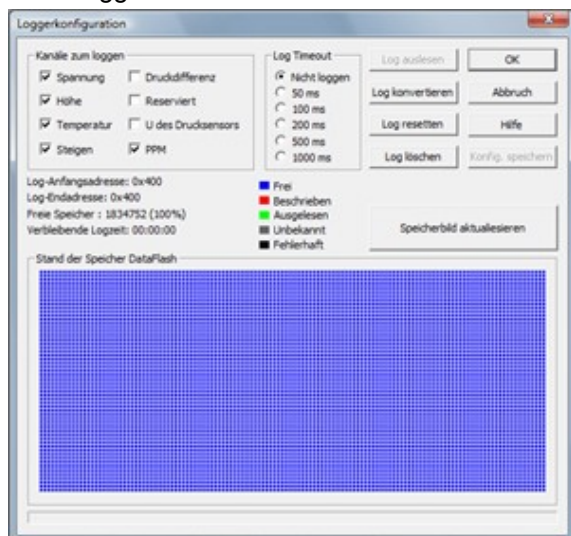 Loggerkonfiguration
Kanäle zum loggen
Spannung
Druckdifferenz
Höhe
Reserviert
Temperatur
U des Drucksensors
Steigen
PPM
Log Timeout
Nicht loggen
50 ms
100 ms
200 ms
500 ms
1000 ms
Log auslesen
OK
Log konvertieren
Abbruch
Log resetten
Hilfe
Log löschen
Konfig. speichern
Log-Anfangsadresse: 0x400
Log-Endadresse: 0x400
Freie Speicher : 1834752 (100%)
Verbleibende Logzeit: 00:00:00
Frei
Beschrieben
Ausgelesen
Unbekannt
Fehlerhaft
Speicherbild aktualiesieren
Stand der Speicher DataFlash